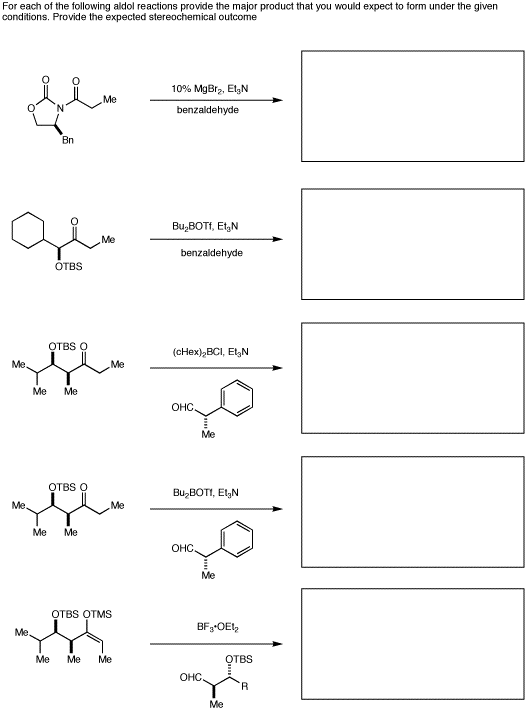 For each of the following aldol reactions provide the major product that you would expect to form under the given
conditions. Provide the expected stereochemical outcome
O
O
O
N
Me
Bn
10% MgBr2, Et3N
benzaldehyde
O
Me
OTBS
Bu2BOTf, Et3N
benzaldehyde
OTBS O
Me
Me
Me
Me
(cHex)2BCl, Et3N
OHC
Me
OTBS O
Me
Me
Me
Me
Bu2BOTf, Et3N
OHC
Me
OTBS OTMS
Me
Me
Me
Me
BF3•OEt2
OTBS
OHC
R
Me